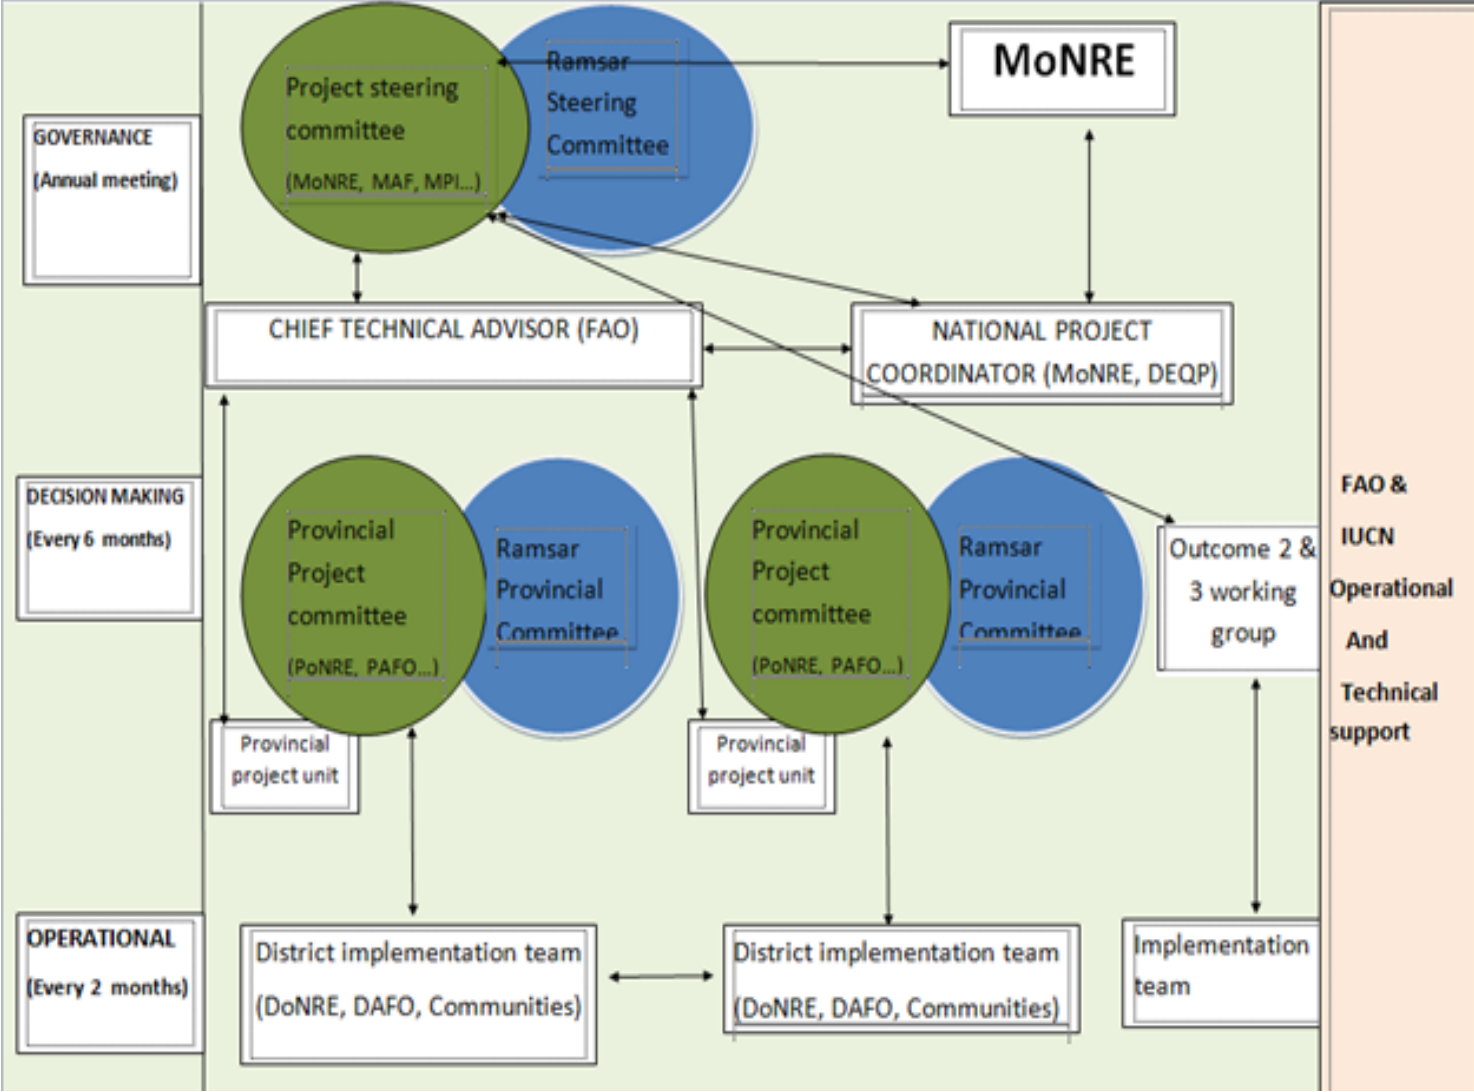 Project steering
committee
(MoNRE, MAF, MPI...)
Ramsar
Steering
Committee
MoNRE
GOVERNANCE
(Annual meeting)
CHIEF TECHNICAL ADVISOR (FAO)
NATIONAL PROJECT
COORDINATOR (MoNRE, DEQP)
DECISION MAKING
(Every 6 months)
Provincial
Project
committee
(PoNRE, PAFO...)
Ramsar
Provincial
Committee
Provincial
Project
committee
(PoNRE, PAFO...)
Ramsar
Provincial
Committee
Outcome 2 &
3 working
group
Provincial
project unit
Provincial
project unit
OPERATIONAL
(Every 2 months)
District implementation team
(DoNRE, DAFO, Communities)
District implementation team
(DoNRE, DAFO, Communities)
Implementation
team
FAO &
IUCN
Operational
And
Technical
support